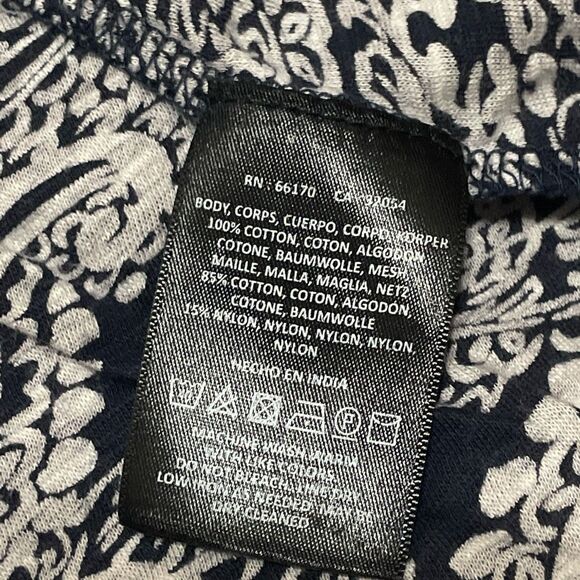 RN : 66170 CA : 32054
BODY, CORPS, CUERPO, CORPO, KORPER
100% COTTON, COTON, ALGODON,
COTONE, BAUMWOLLE, MESH,
MAILLE, MALLA, MAGLIA, NETZ
85% COTTON, COTON, ALGODON,
COTONE, BAUMWOLLE
15% NYLON, NYLON, NYLON, NYLON,
NYLON
HECHO EN INDIA
MACHINE WASH, WARM
WITH LIKE COLORS.
DO NOT BLEACH. LINE DRY.
LOW IRON AS NEEDED. MAY BE
DRY CLEANED